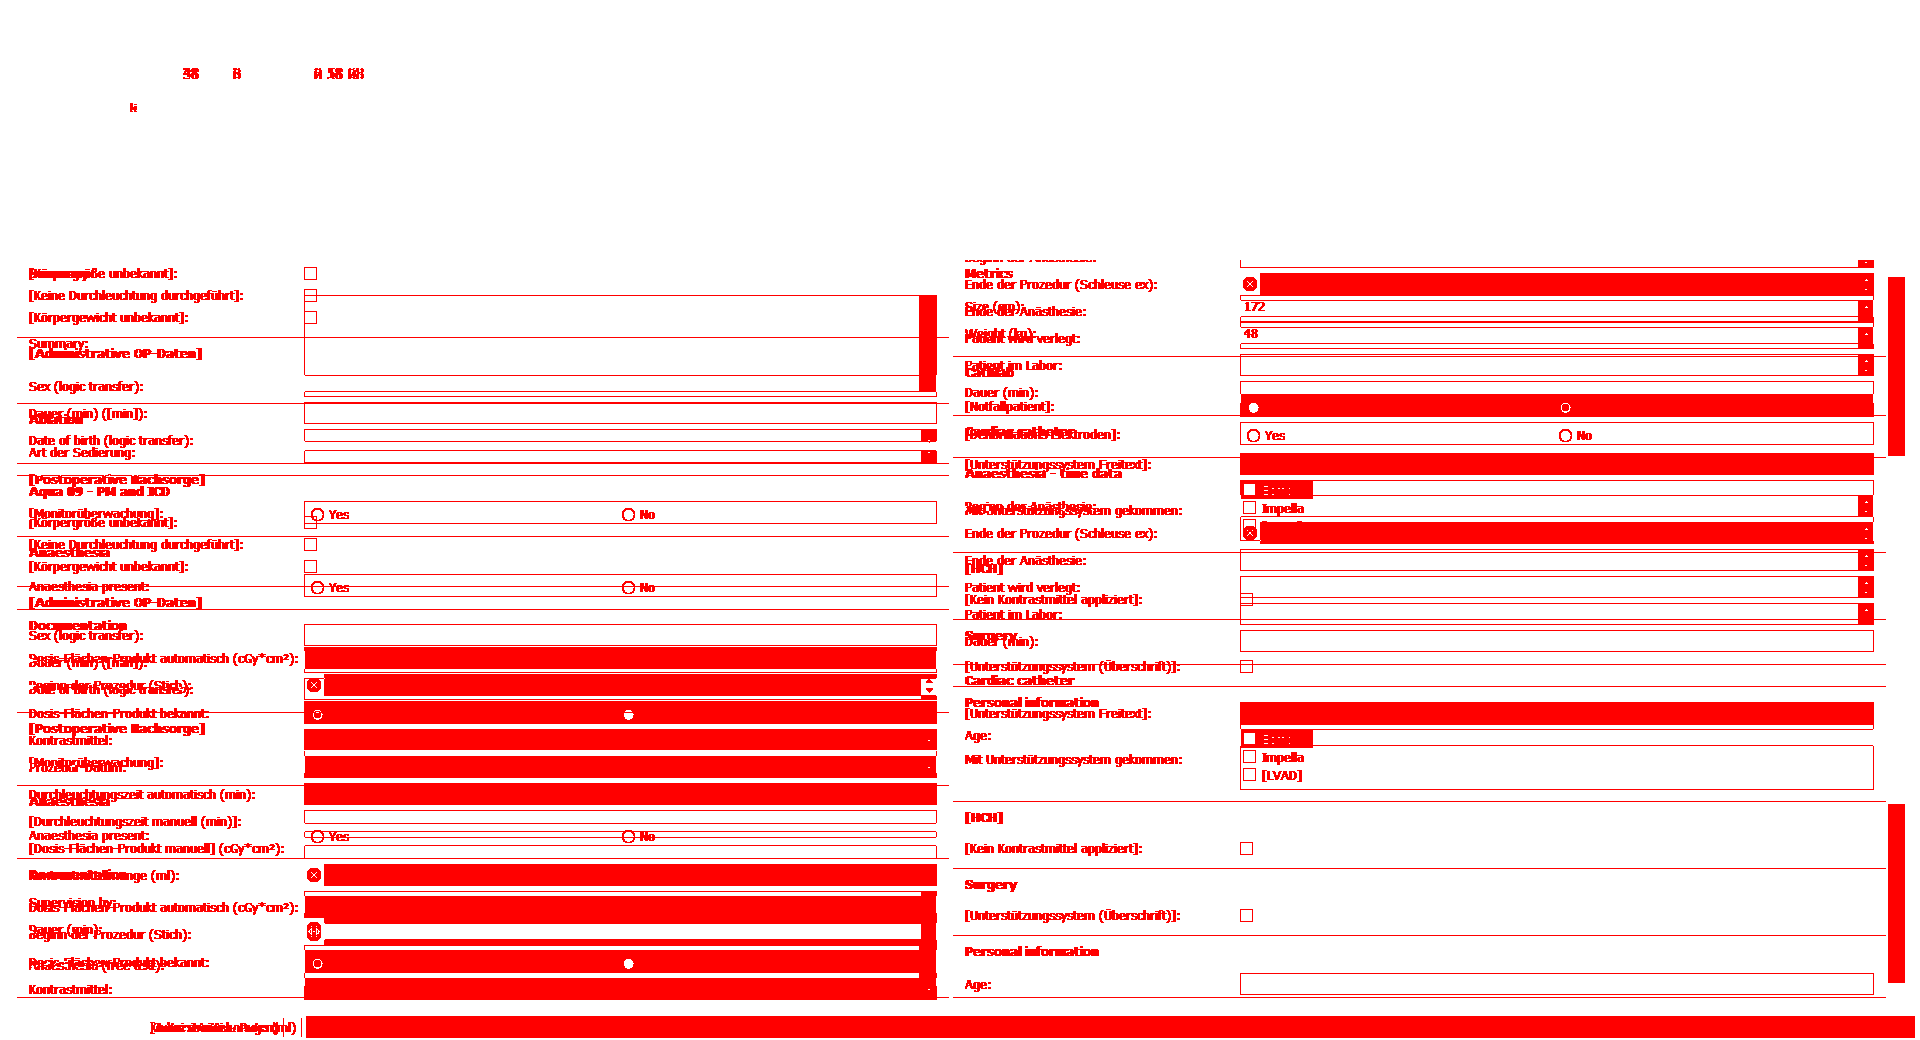 [Körpergröße unbekannt]:
[Keine Durchleuchtung durchgeführt]:
[Körpergewicht unbekannt]:
Summary:
[Administrative OP-Daten]
Sex (logic transfer):
Dauer (min) ([min]):
Date of birth (logic transfer):
Art der Sedierung:
[Postoperative Nachsorge]
Aqua 09 - PM and ICD
[Monitorüberwachung]: Yes No
[Körpergröße unbekannt]:
[Keine Durchleuchtung durchgeführt]:
Anaesthesia
[Körpergewicht unbekannt]:
Anaesthesia present: Yes No
[Administrative OP-Daten]
Documentation
Sex (logic transfer):
Dosis-Flächen-Produkt automatisch (cGy*cm²):
Beginn der Prozedur (Stich):
Dosis-Flächen-Produkt bekannt:
[Postoperative Nachsorge]
Kontrastmittel:
[Monitorüberwachung]:
Prozedur Datum:
Durchleuchtungszeit automatisch (min):
Anaesthesia
[Durchleuchtungszeit manuell (min)]:
Anaesthesia present: Yes No
[Dosis-Flächen-Produkt manuell] (cGy*cm²):
Supervision by:
Dosis-Flächen-Produkt automatisch (cGy*cm²):
Dauer (min):
Beginn der Prozedur (Stich):
Dosis-Flächen-Produkt bekannt:
Kontrastmittel:
Metrics
Ende der Prozedur (Schleuse ex):
Size (cm): 172
Ende der Anästhesie:
Weight (kg): 48
Patient wird verlegt:
Patient im Labor:
Dauer (min):
[Notfallpatient]:
Cardiac catheter
Yes No
[Unterstützungssystem Freitext]:
Anaesthesia - time data
Beginn der Anästhesie:
Mit Unterstützungssystem gekommen: Impella
Ende der Prozedur (Schleuse ex):
Ende der Anästhesie:
[HCH]
Patient wird verlegt:
[Kein Kontrastmittel appliziert]:
Patient im Labor:
Surgery
Dauer (min):
[Unterstützungssystem (Überschrift)]:
Cardiac catheter
Personal information
[Unterstützungssystem Freitext]:
Age:
Mit Unterstützungssystem gekommen: Impella
[LVAD]
[HCH]
[Kein Kontrastmittel appliziert]:
Surgery
[Unterstützungssystem (Überschrift)]:
Personal information
Age: